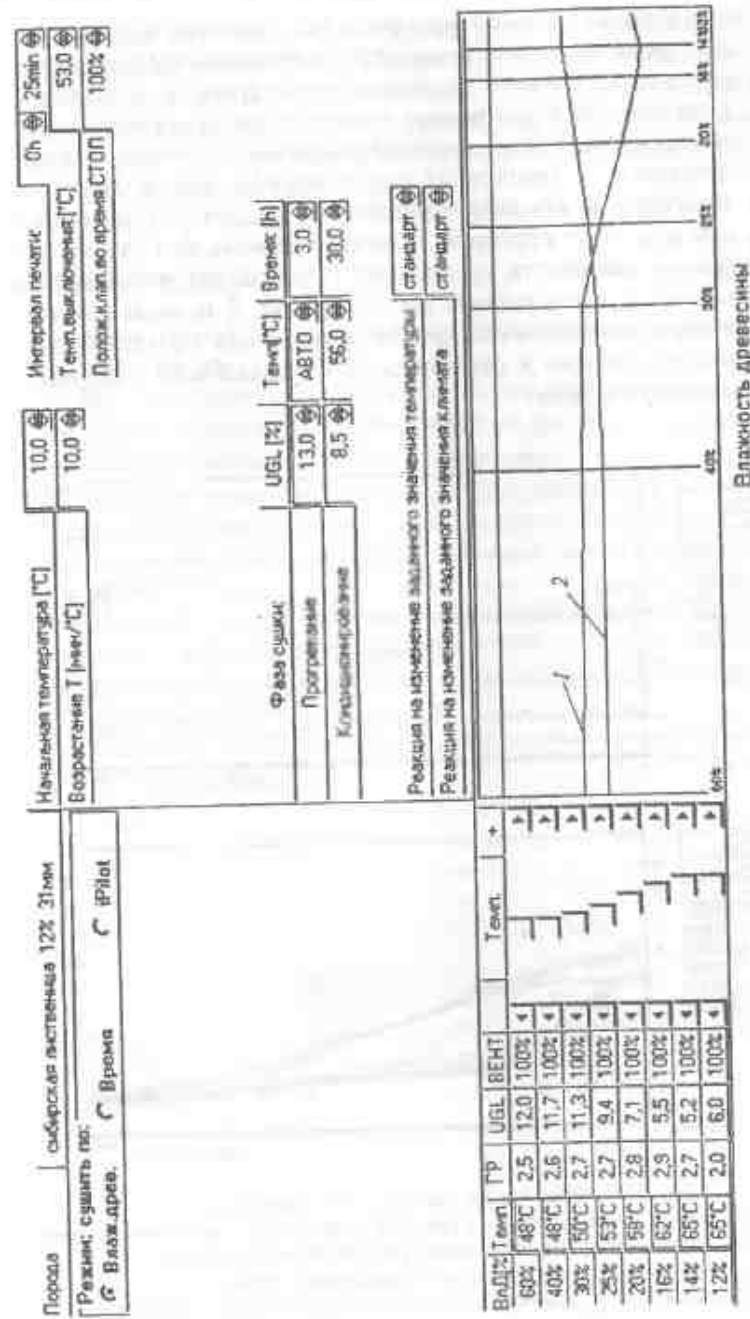 Порода сибирская лиственница 12% 31мм
Режим: сушить по:
Влаж.древ. Время iPilot
Начальная температура [°C] 10,0
Возрастание Т [мин/°C] 10,0
Интервал печати: 0h 25min
Темп.выключения:[°C] 53,0
Полож.клап.во время СТОП 100%
Фаза сушки: UGL [%] Темп[°C] Время [h]
Прогревание 13,0 АВТО 3,0
Кондиционирование 8,5 56,0 30,0
Реакция на изменение заданного значения температуры стандарт
Реакция на изменение заданного значения климата стандарт
ВлД% Темп. ГР UGL ВЕНТ Темп. +
60% 48°C 2,5 12,0 100%
40% 48°C 2,6 11,7 100%
30% 50°C 2,7 11,3 100%
25% 53°C 2,7 9,4 100%
20% 58°C 2,8 7,1 100%
16% 62°C 2,9 5,5 100%
14% 65°C 2,7 5,2 100%
12% 65°C 2,0 6,0 100%
1
2
60% 40% 30% 25% 20% 16% 14% 12%
Влажность древесины